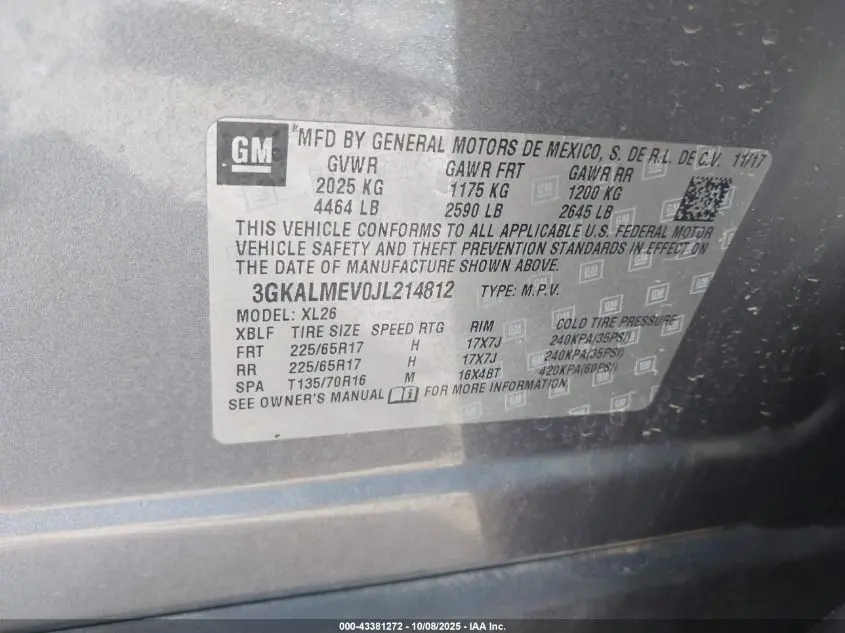 GM
MFD BY GENERAL MOTORS DE MEXICO, S. DE R.L. DE C.V. 11/17
GVWR GAWR FRT GAWR RR
2025 KG 1175 KG 1200 KG
4464 LB 2590 LB 2645 LB
THIS VEHICLE CONFORMS TO ALL APPLICABLE U.S. FEDERAL MOTOR
VEHICLE SAFETY AND THEFT PREVENTION STANDARDS IN EFFECT ON
THE DATE OF MANUFACTURE SHOWN ABOVE.
3GKALMEV0JL214812 TYPE: M.P.V.
MODEL: XL26
XBLF TIRE SIZE SPEED RTG RIM COLD TIRE PRESSURE
FRT 225/65R17 H 17X7J 240KPA(35PSI)
RR 225/65R17 H 17X7J 240KPA(35PSI)
SPA T135/70R16 M 16X4BT 420KPA(60PSI)
SEE OWNER'S MANUAL FOR MORE INFORMATION.
000-43381272 | 10/08/2025 - IAA Inc.